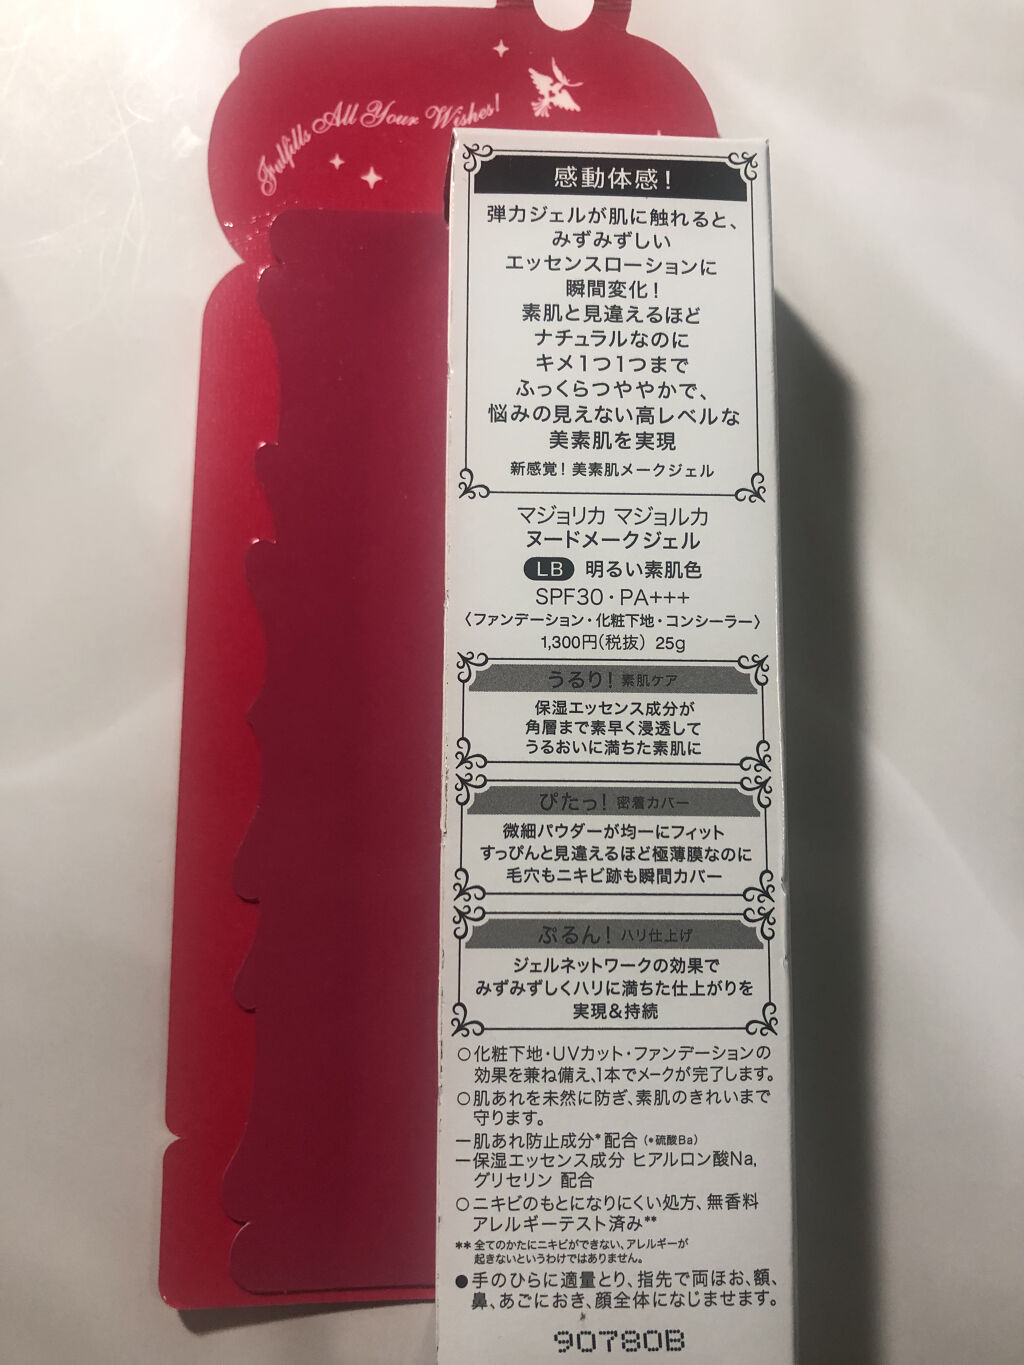 Fulfills All Your Wishes!
感動体感!
弾力ジェルが肌に触れると、
みずみずしい
エッセンスローションに
瞬間変化!
素肌と見違えるほど
ナチュラルなのに
キメ1つ1つまで
ふっくらつややかで、
悩みの見えない高レベルな
美素肌を実現
新感覚!美素肌メークジェル
マジョリカ マジョルカ
ヌードメークジェル
LB 明るい素肌色
SPF30・PA+++
〈ファンデーション・化粧下地・コンシーラー〉
1,300円(税抜) 25g
うるり! 素肌ケア
保湿エッセンス成分が
角層まで素早く浸透して
うるおいに満ちた素肌に
ぴたっ! 密着カバー
微細パウダーが均一にフィット
すっぴんと見違えるほど極薄膜なのに
毛穴もニキビ跡も瞬間カバー
ぷるん! ハリ仕上げ
ジェルネットワークの効果で
みずみずしくハリに満ちた仕上がりを
実現&持続
○化粧下地・UVカット・ファンデーションの
効果を兼ね備え、1本でメークが完了します。
○肌あれを未然に防ぎ、素肌のきれいまで
守ります。
ー肌あれ防止成分*配合 (*硫酸Ba)
ー保湿エッセンス成分 ヒアルロン酸Na,
グリセリン 配合
○ニキビのもとになりにくい処方、無香料
アレルギーテスト済み**
**全てのかたにニキビができない、アレルギーが
起きないというわけではありません。
●手のひらに適量とり、指先で両ほお、額、
鼻、あごにおき、顔全体になじませます。
90780B